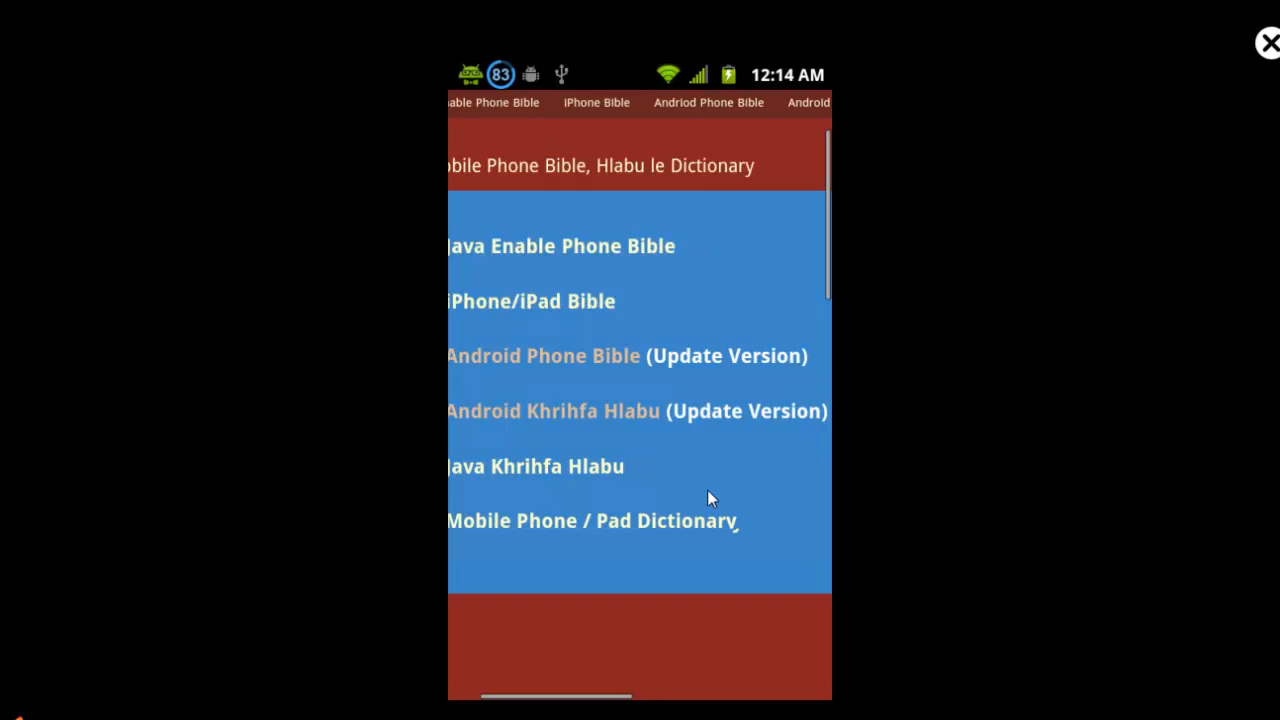 83
12:14 AM
able Phone Bible iPhone Bible Andriod Phone Bible Android
obile Phone Bible, Hlabu le Dictionary
Java Enable Phone Bible
iPhone/iPad Bible
Android Phone Bible (Update Version)
Android Khrihfa Hlabu (Update Version)
Java Khrihfa Hlabu
Mobile Phone / Pad Dictionary